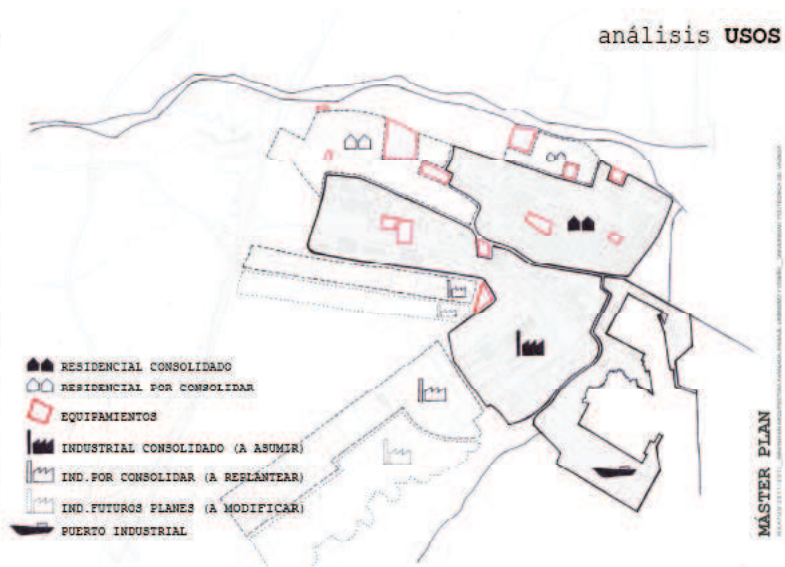 análisis USOS
RESIDENCIAL CONSOLIDADO
RESIDENCIAL POR CONSOLIDAR
EQUIPAMIENTOS
INDUSTRIAL CONSOLIDADO (A ASUMIR)
IND.POR CONSOLIDAR (A REPLANTEAR)
IND.FUTUROS PLANES (A MODIFICAR)
PUERTO INDUSTRIAL
MÁSTER PLAN